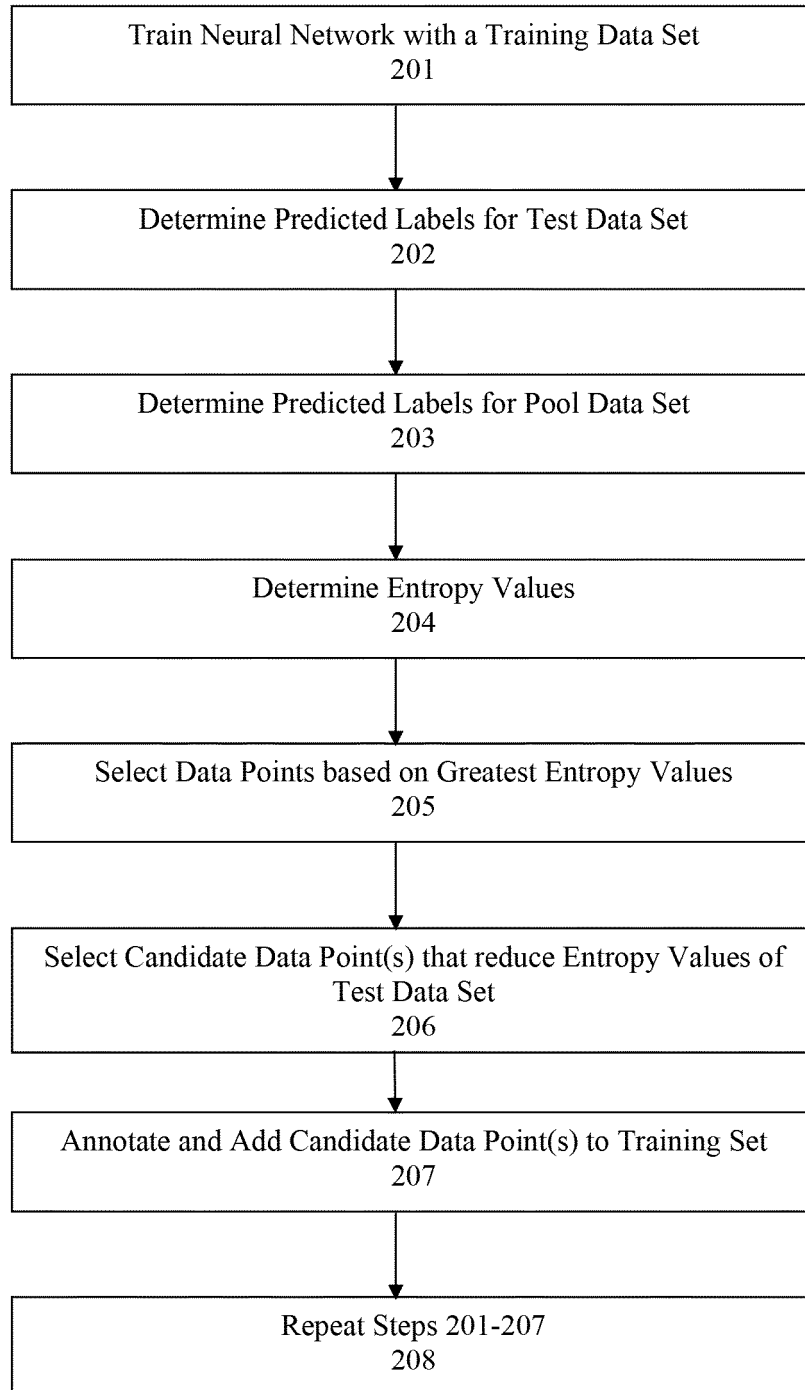 Train Neural Network with a Training Data Set
201
Determine Predicted Labels for Test Data Set
202
Determine Predicted Labels for Pool Data Set
203
Determine Entropy Values
204
Select Data Points based on Greatest Entropy Values
205
Select Candidate Data Point(s) that reduce Entropy Values of
Test Data Set
206
Annotate and Add Candidate Data Point(s) to Training Set
207
Repeat Steps 201-207
208